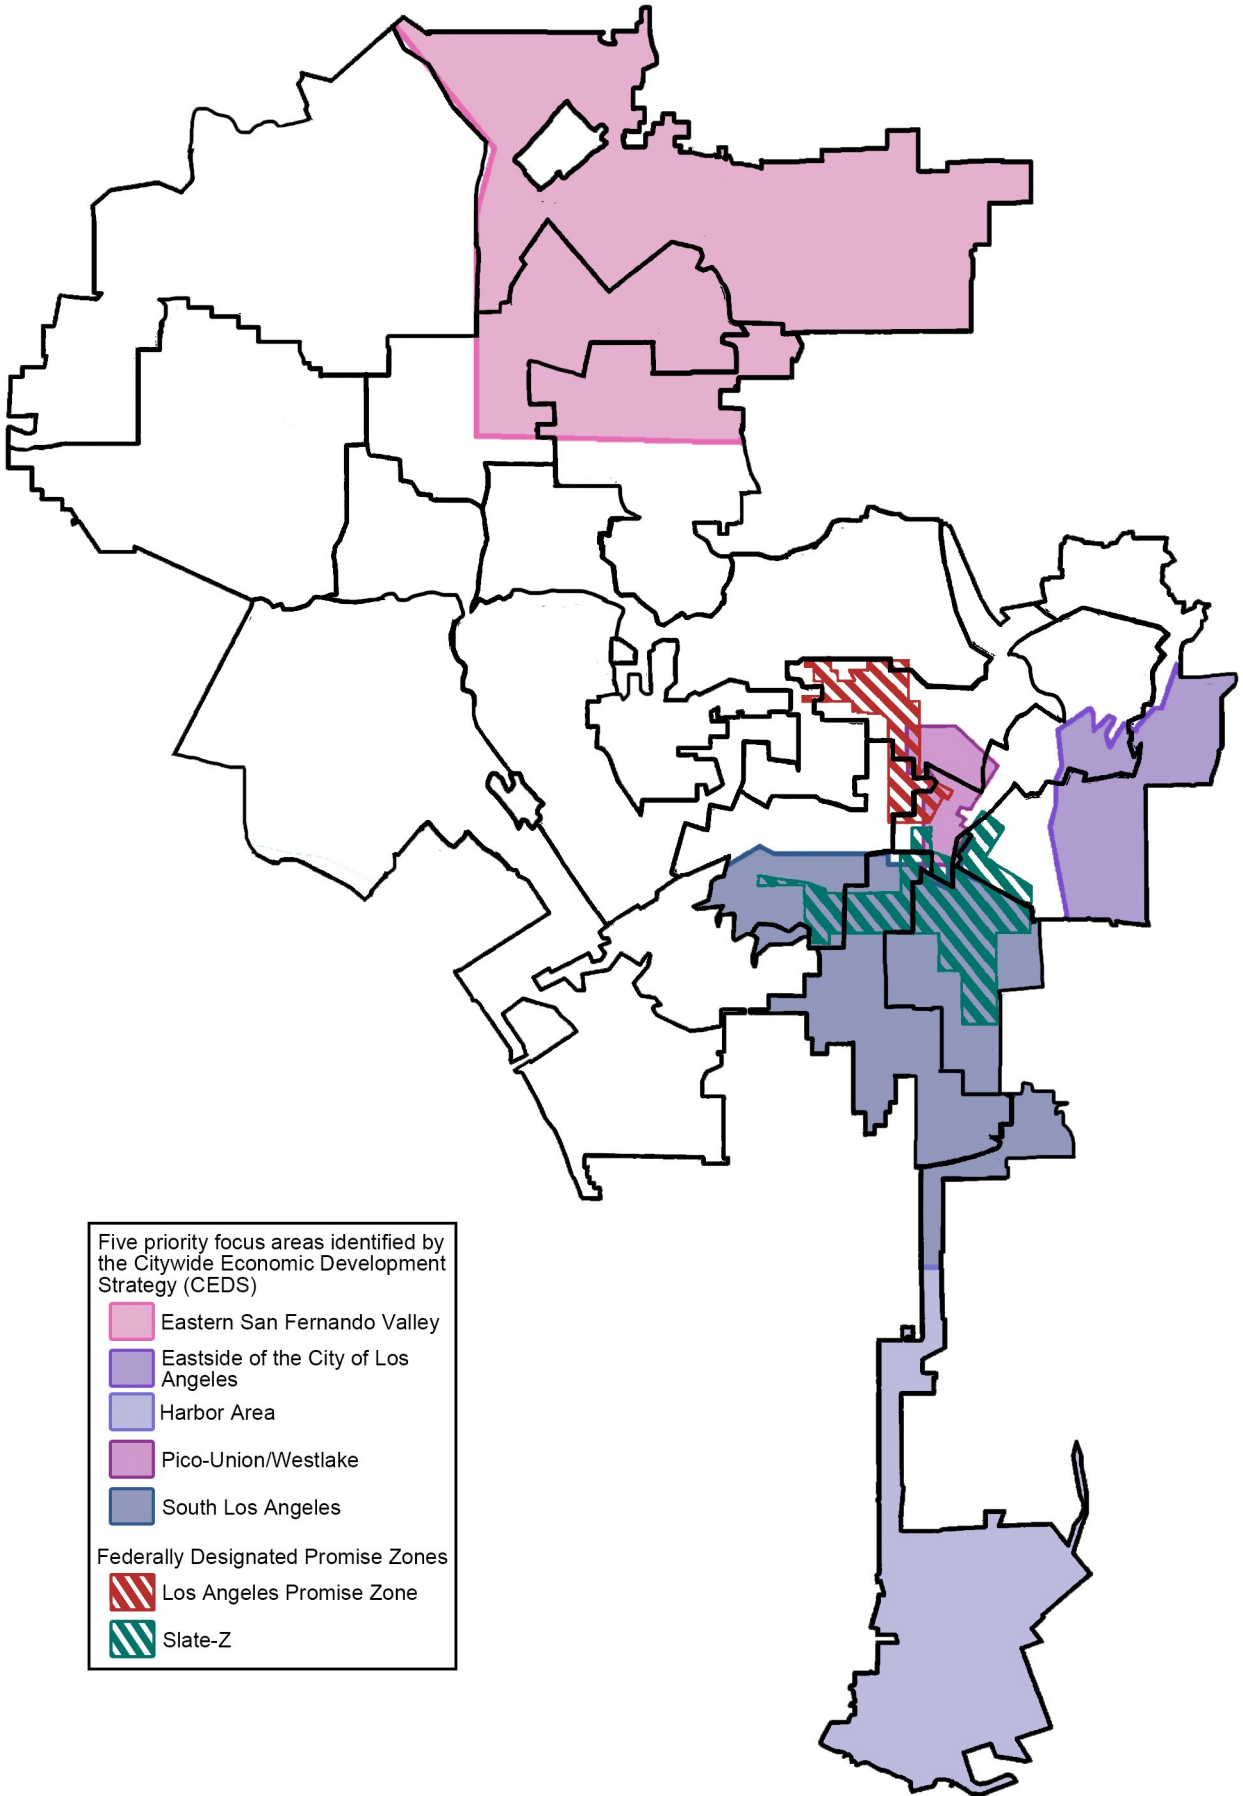 Five priority focus areas identified by
the Citywide Economic Development
Strategy (CEDS)
Eastern San Fernando Valley
Eastside of the City of Los
Angeles
Harbor Area
Pico-Union/Westlake
South Los Angeles
Federally Designated Promise Zones
Los Angeles Promise Zone
Slate-Z